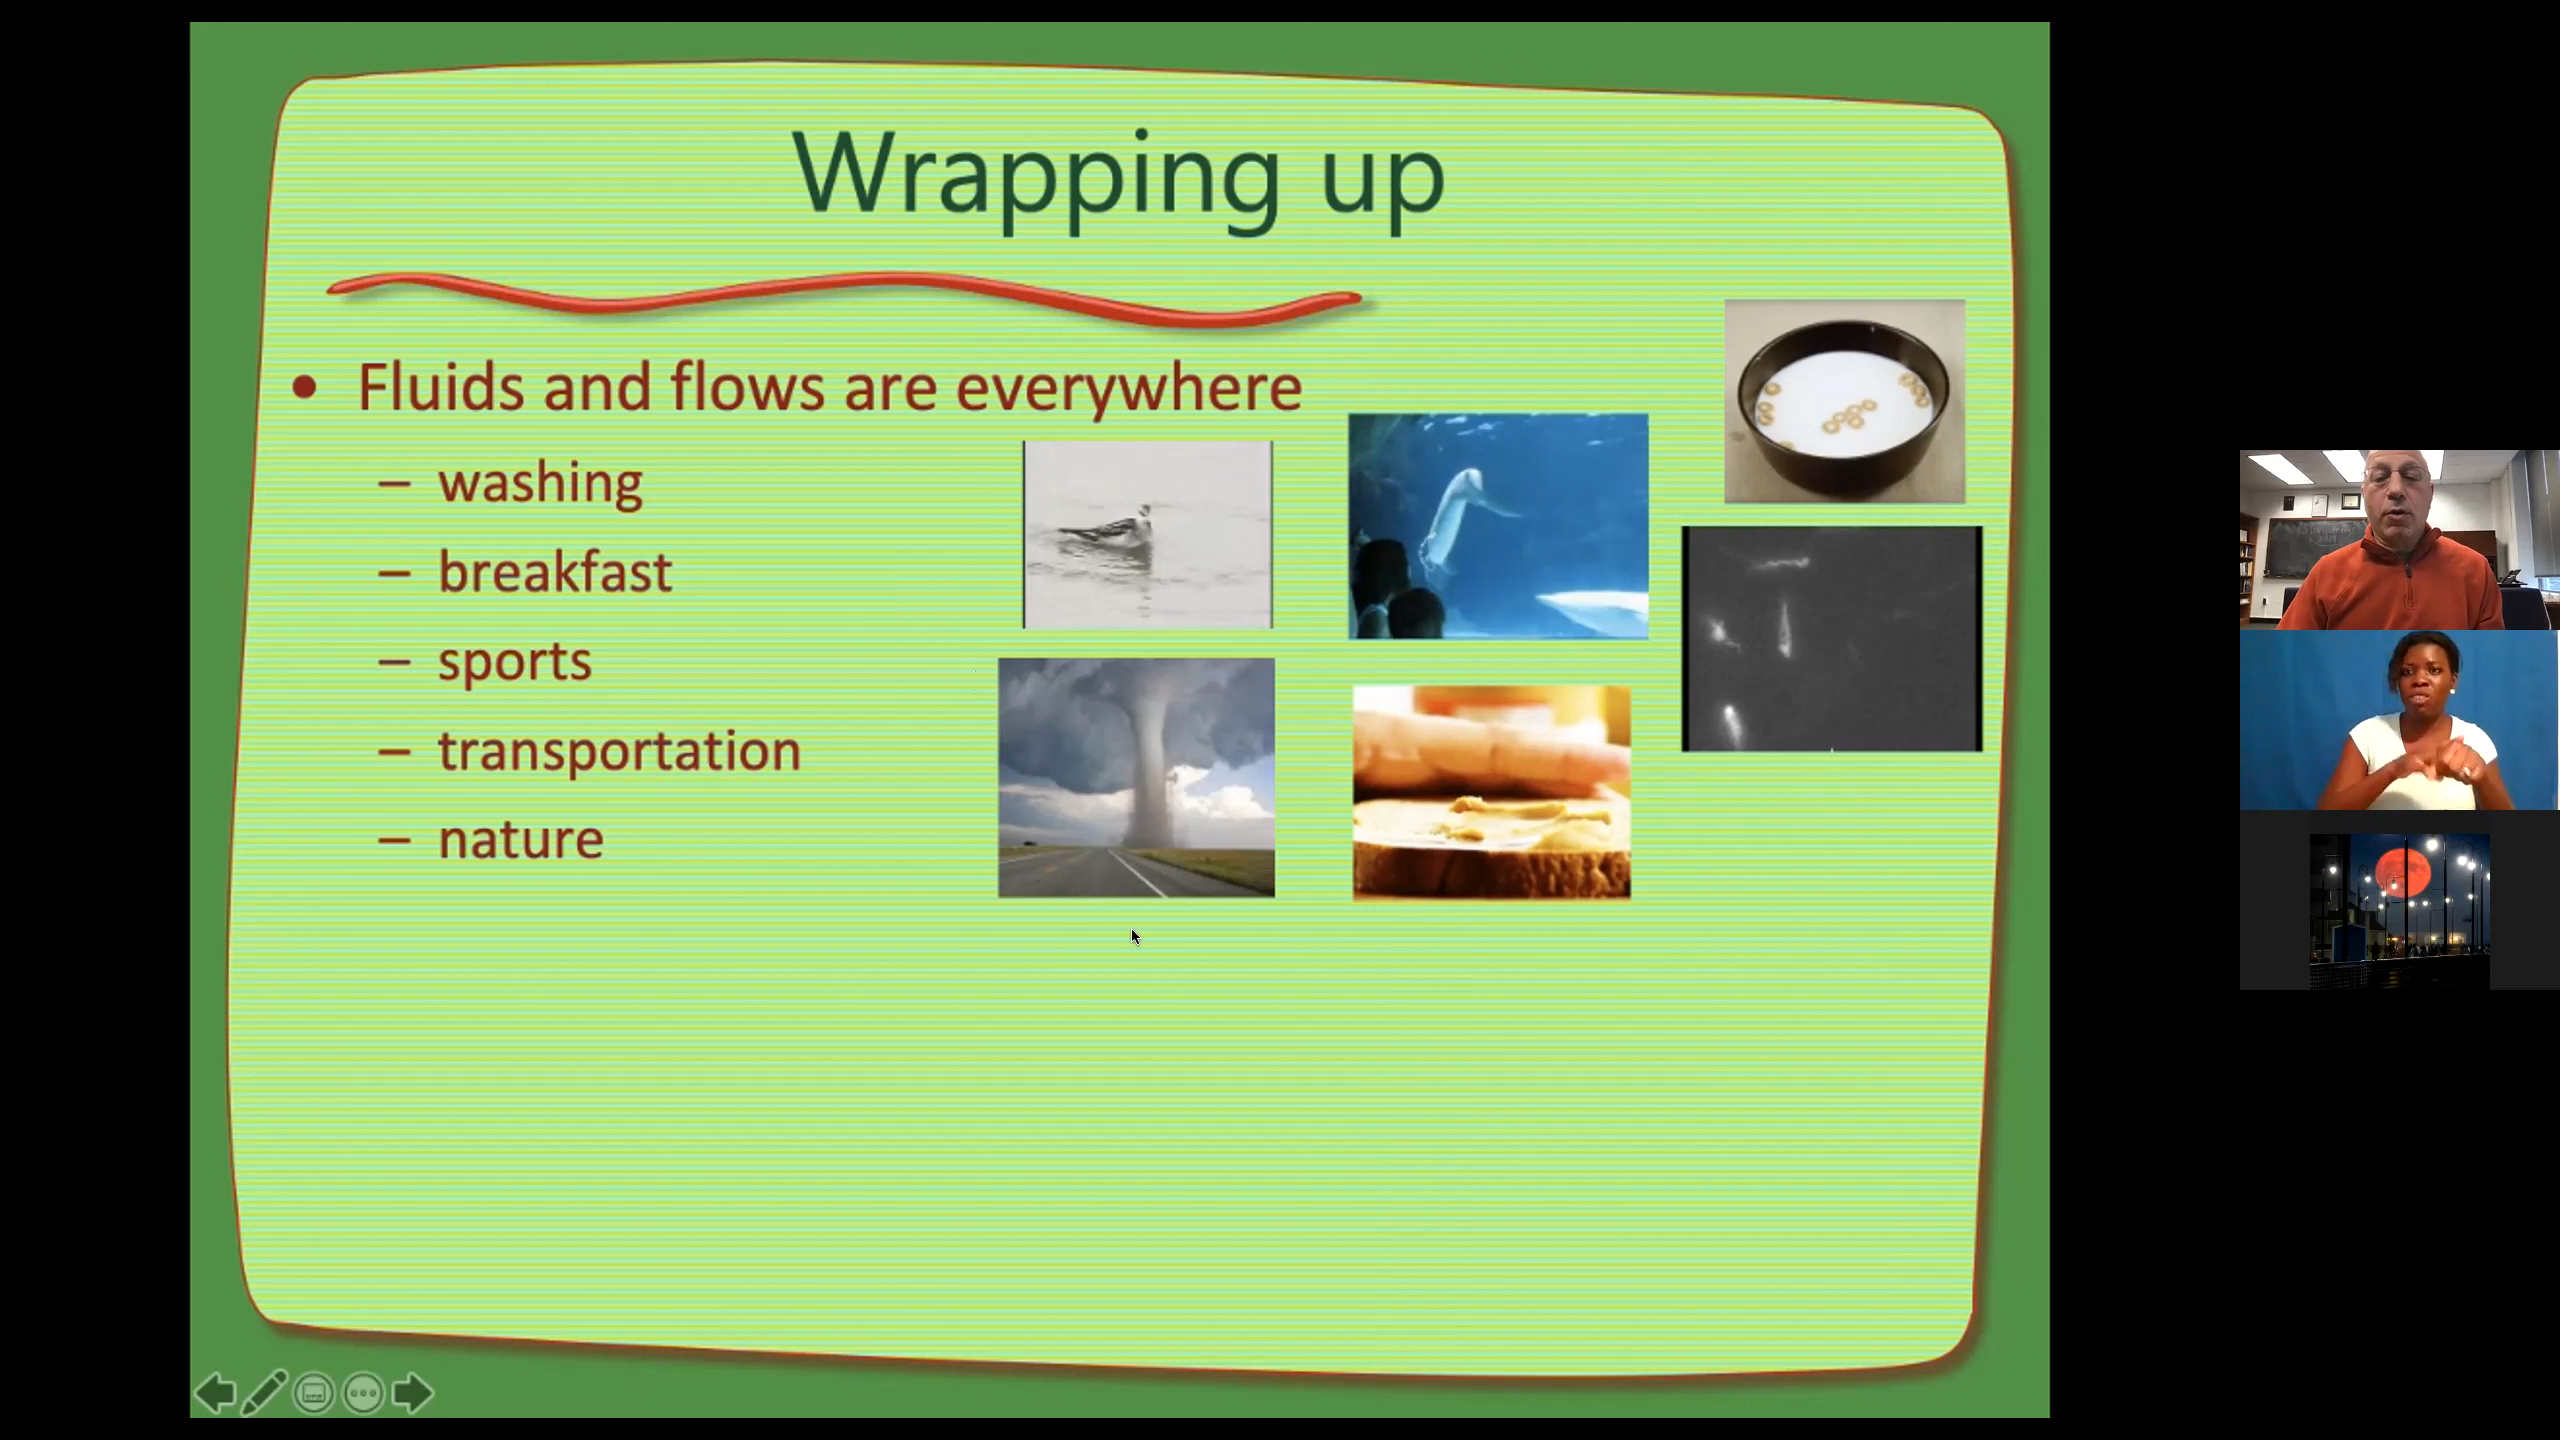 Wrapping up
• Fluids and flows are everywhere
– washing
– breakfast
– sports
– transportation
– nature